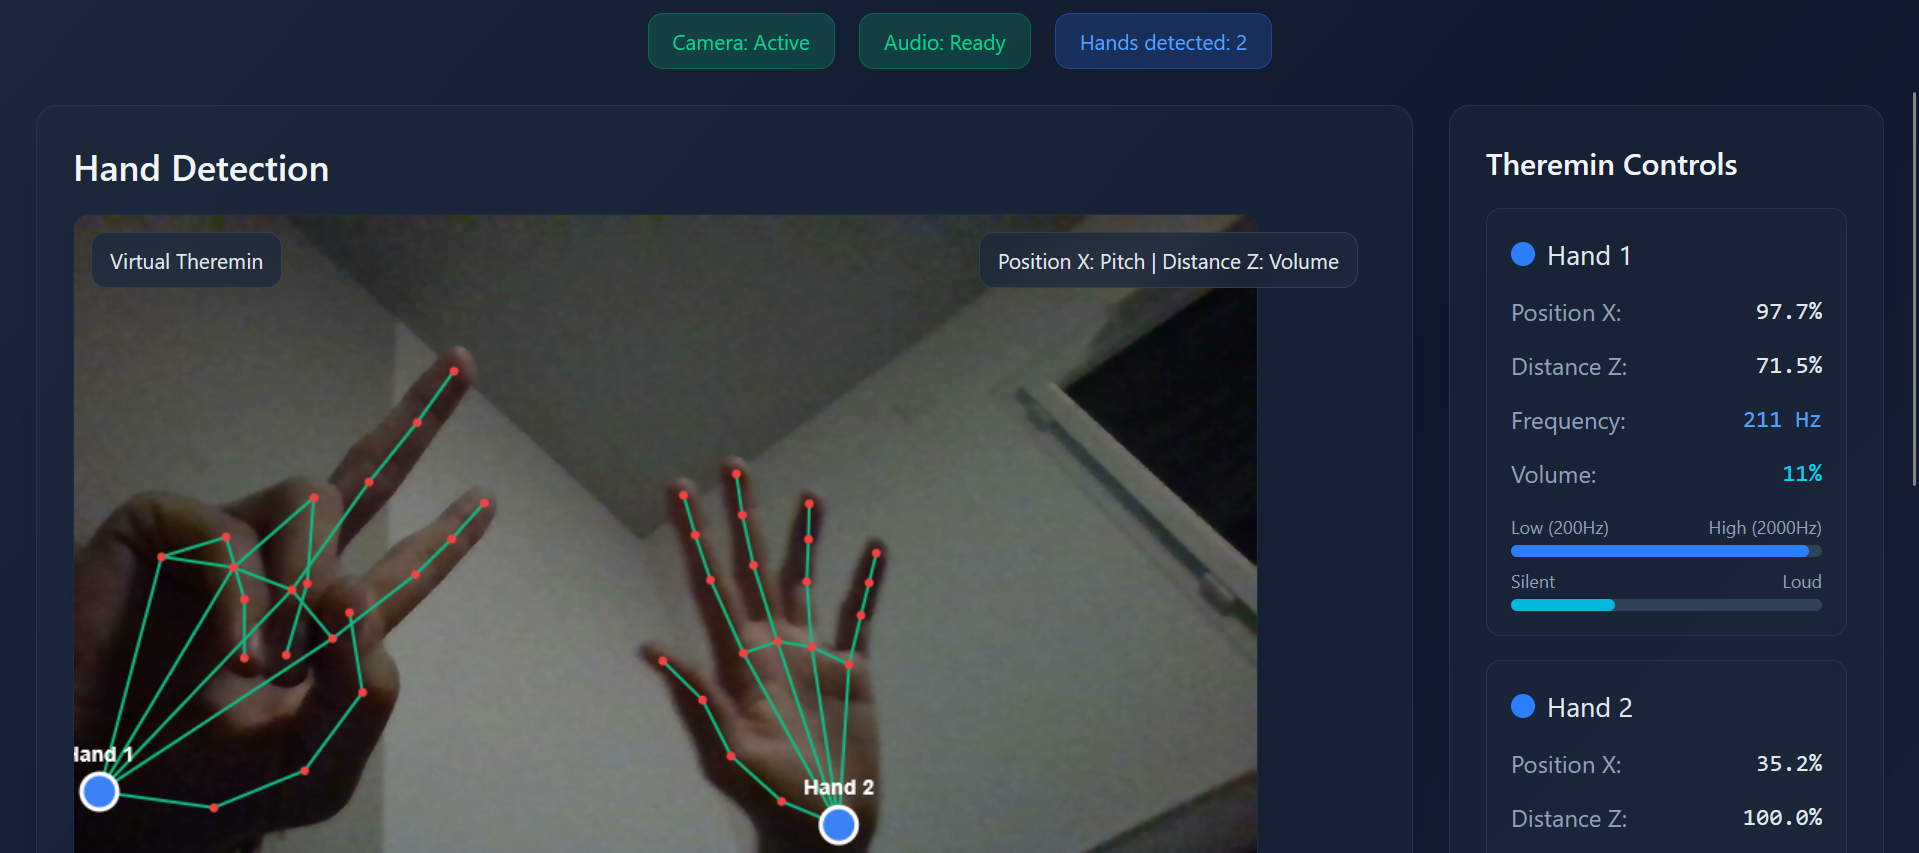 Camera: Active
Audio: Ready
Hands detected: 2
Hand Detection
Virtual Theremin
Position X: Pitch | Distance Z: Volume
Hand 1
Hand 2
Theremin Controls
Hand 1
Position X: 97.7%
Distance Z: 71.5%
Frequency: 211 Hz
Volume: 11%
Low (200Hz) High (2000Hz)
Silent Loud
Hand 2
Position X: 35.2%
Distance Z: 100.0%